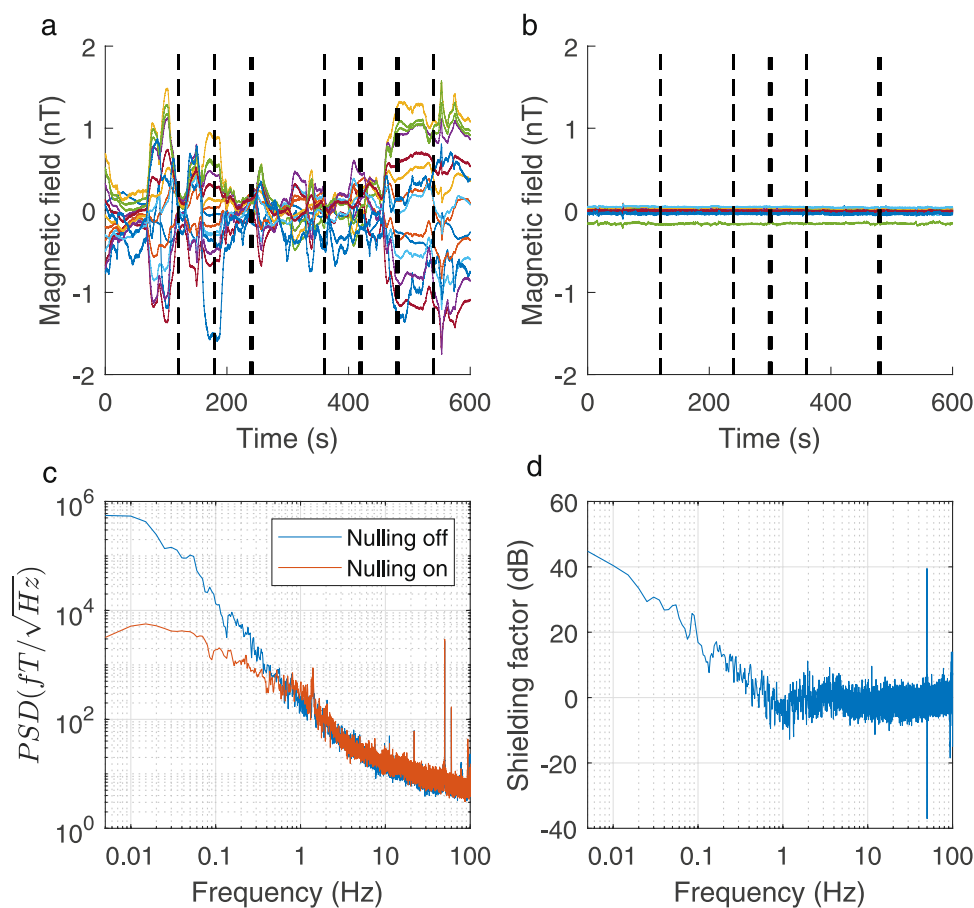 a
2
1
0
-1
-2
Magnetic field (nT)
0 200 400 600
Time (s)
b
2
1
0
-1
-2
Magnetic field (nT)
0 200 400 600
Time (s)
c
10^6
10^4
10^2
10^0
PSD(fT/√Hz)
Nulling off
Nulling on
0.01 0.1 1 10 100
Frequency (Hz)
d
60
40
20
0
-20
-40
Shielding factor (dB)
0.01 0.1 1 10 100
Frequency (Hz)